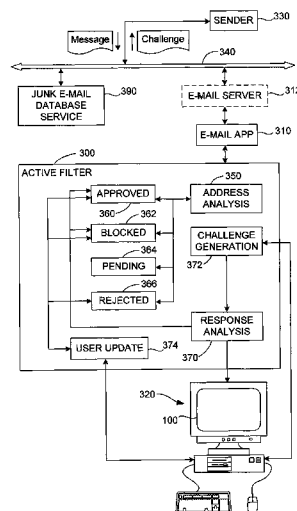 SENDER
330
Message
Challenge
340
JUNK E-MAIL
DATABASE
SERVICE
390
E-MAIL SERVER
312
E-MAIL APP
310
300
ACTIVE FILTER
APPROVED
360
350
ADDRESS
ANALYSIS
362
BLOCKED
CHALLENGE
GENERATION
372
364
PENDING
366
REJECTED
RESPONSE
ANALYSIS
370
USER UPDATE
374
320
100